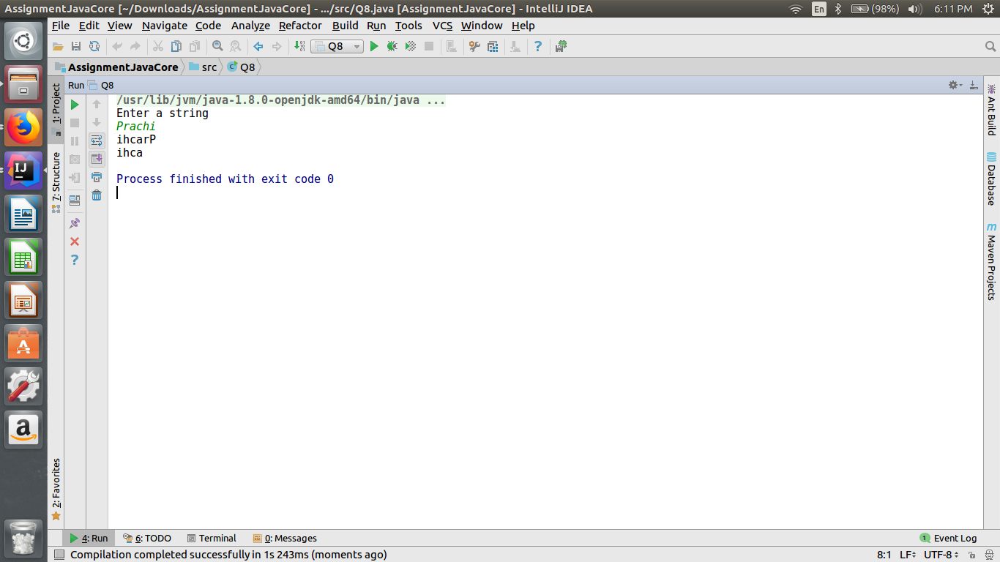 AssignmentJavaCore [~/Downloads/AssignmentJavaCore] - .../src/Q8.java [AssignmentJavaCore] - IntelliJ IDEA
En
(98%)
6:11 PM
File Edit View Navigate Code Analyze Refactor Build Run Tools VCS Window Help
Q8
AssignmentJavaCore src Q8
Run Q8
1: Project
7: Structure
2: Favorites
/usr/lib/jvm/java-1.8.0-openjdk-amd64/bin/java ...
Enter a string
Prachi
ihcarP
ihca
Process finished with exit code 0
Ant Build
Database
Maven Projects
4: Run 6: TODO Terminal 0: Messages
1 Event Log
Compilation completed successfully in 1s 243ms (moments ago)
8:1 LF UTF-8